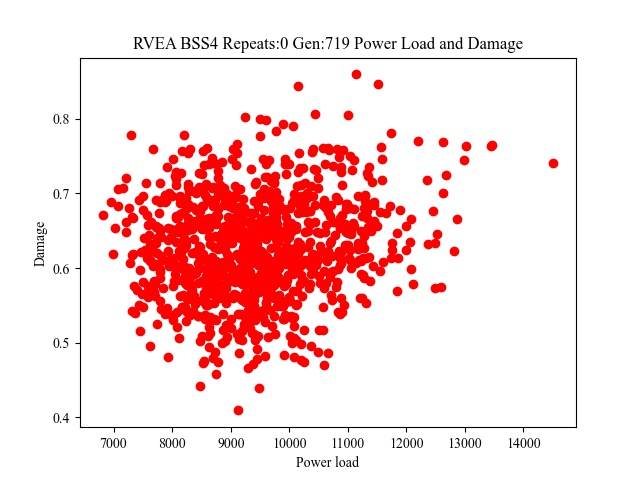 RVEA BSS4 Repeats:0 Gen:719 Power Load and Damage
0.8
0.7
0.6
0.5
0.4
Damage
7000 8000 9000 10000 11000 12000 13000 14000
Power load